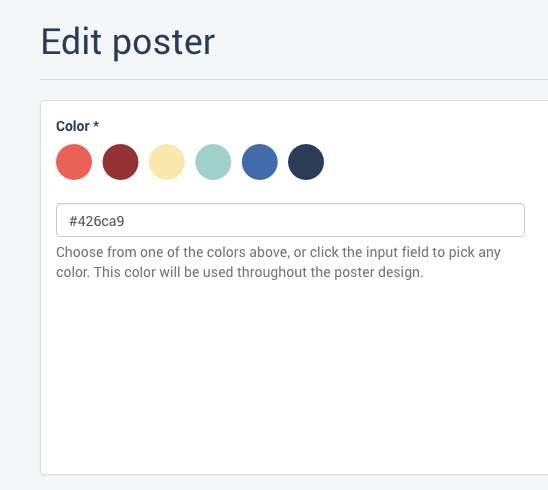 Edit poster
Color *
#426ca9
Choose from one of the colors above, or click the input field to pick any
color. This color will be used throughout the poster design.